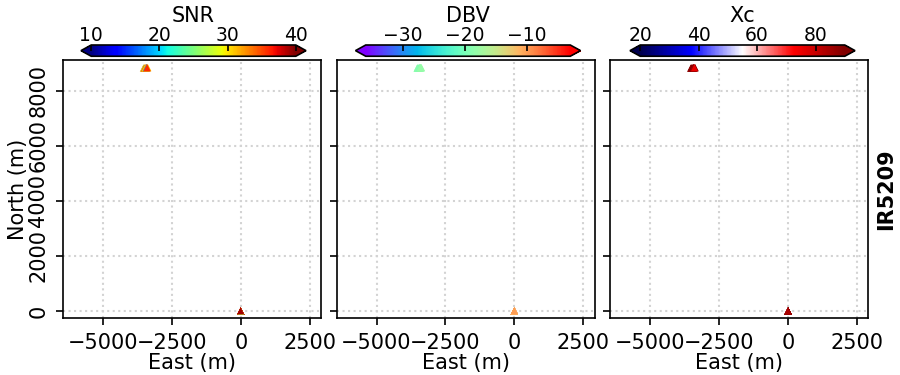 SNR DBV Xc
10 20 30 40 −30 −20 −10 20 40 60 80
North (m)
8000
6000
4000
2000
0
IR5209
−5000 −2500 0 2500 −5000 −2500 0 2500 −5000 −2500 0 2500
East (m) East (m) East (m)